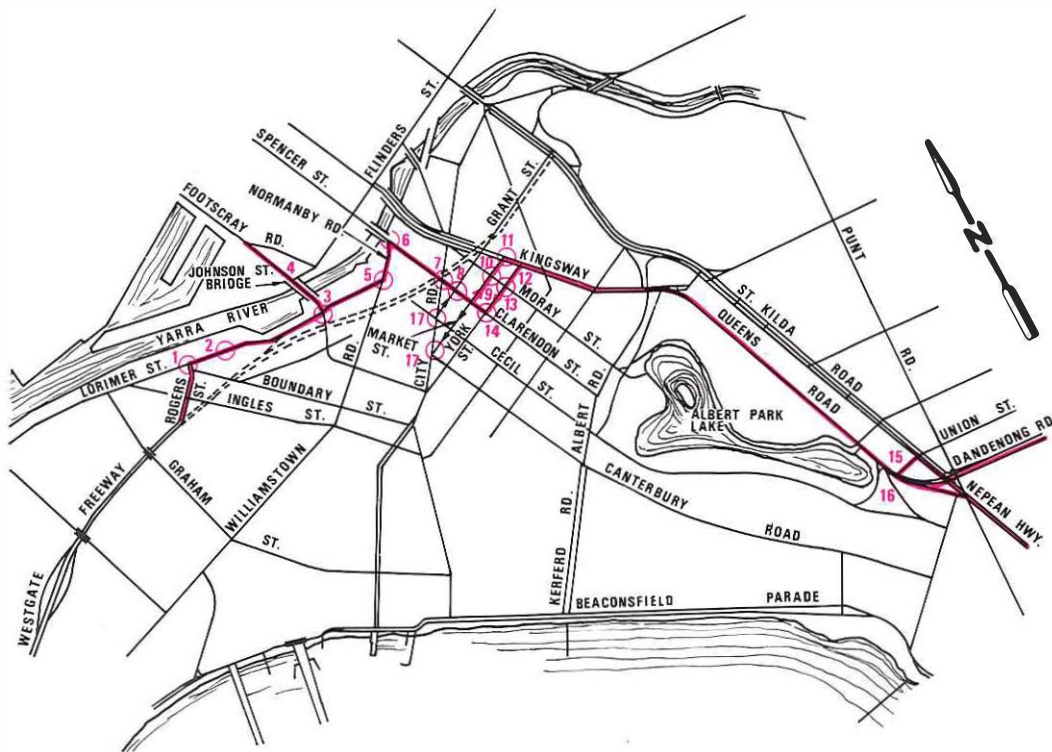 SPENCER ST.
FLINDERS ST.
GRANT ST.
NORMANBY RD.
FOOTSCRAY RD.
JOHNSON ST. BRIDGE
4
5
6
7
8
9
10
11
12
13
14
KINGSWAY
MORAY ST.
N
PUNT RD.
3
YARRA RIVER
2
1
LORIMER ST.
ROGERS ST.
BOUNDARY ST.
INGLES ST.
RD.
17
17
MARKET ST.
CITY RD.
YORK ST.
CECIL ST.
CLARENDON ST.
ALBERT RD.
QUEENS ROAD
ST. KILDA ROAD
ALBERT PARK
LAKE
UNION ST.
15
16
DANDENONG RD
NEPEAN HWY.
FREEWAY
GRAHAM ST.
WILLIAMSTOWN
CANTERBURY ROAD
KERFERD RD.
WESTGATE
BEACONSFIELD PARADE